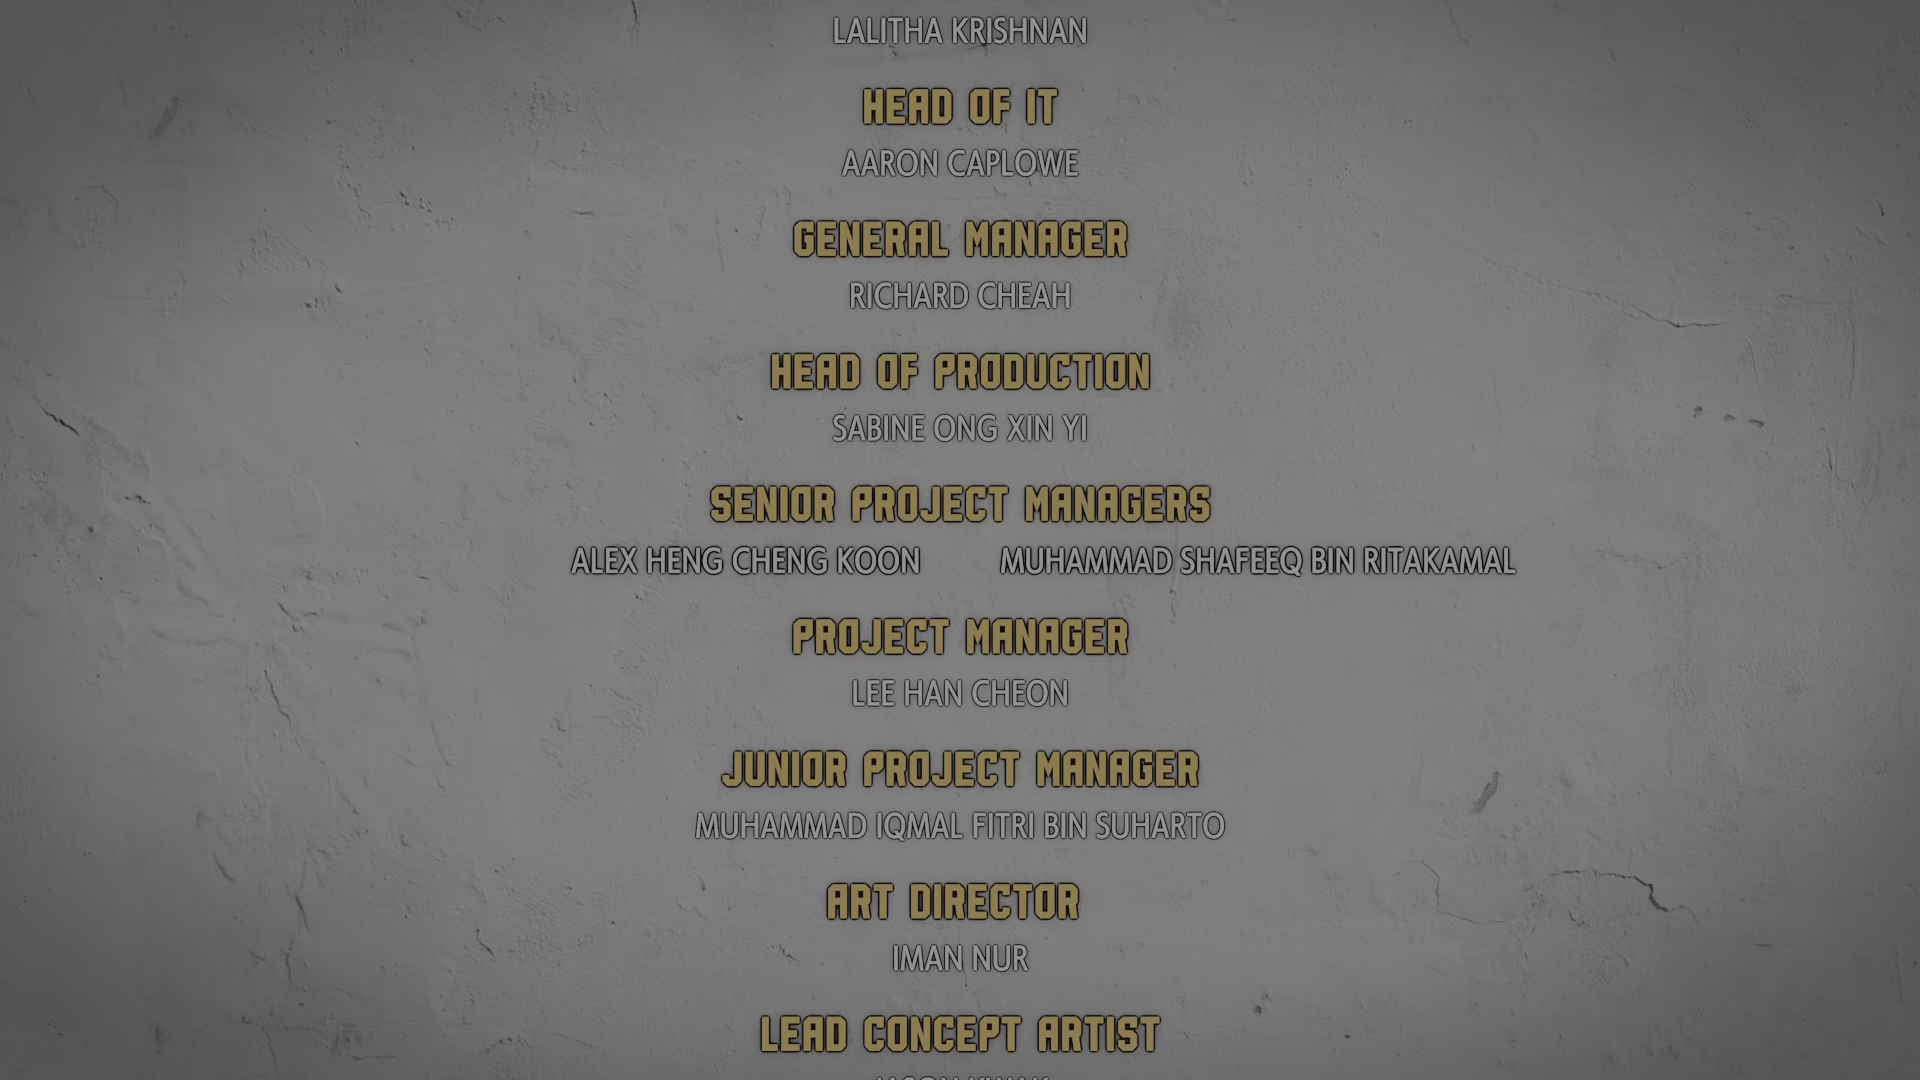 LALITHA KRISHNAN
HEAD OF IT
AARON CAPLOWE
GENERAL MANAGER
RICHARD CHEAH
HEAD OF PRODUCTION
SABINE ONG XIN YI
SENIOR PROJECT MANAGERS
ALEX HENG CHENG KOON MUHAMMAD SHAFEEQ BIN RITAKAMAL
PROJECT MANAGER
LEE HAN CHEON
JUNIOR PROJECT MANAGER
MUHAMMAD IQMAL FITRI BIN SUHARTO
ART DIRECTOR
IMAN NUR
LEAD CONCEPT ARTIST